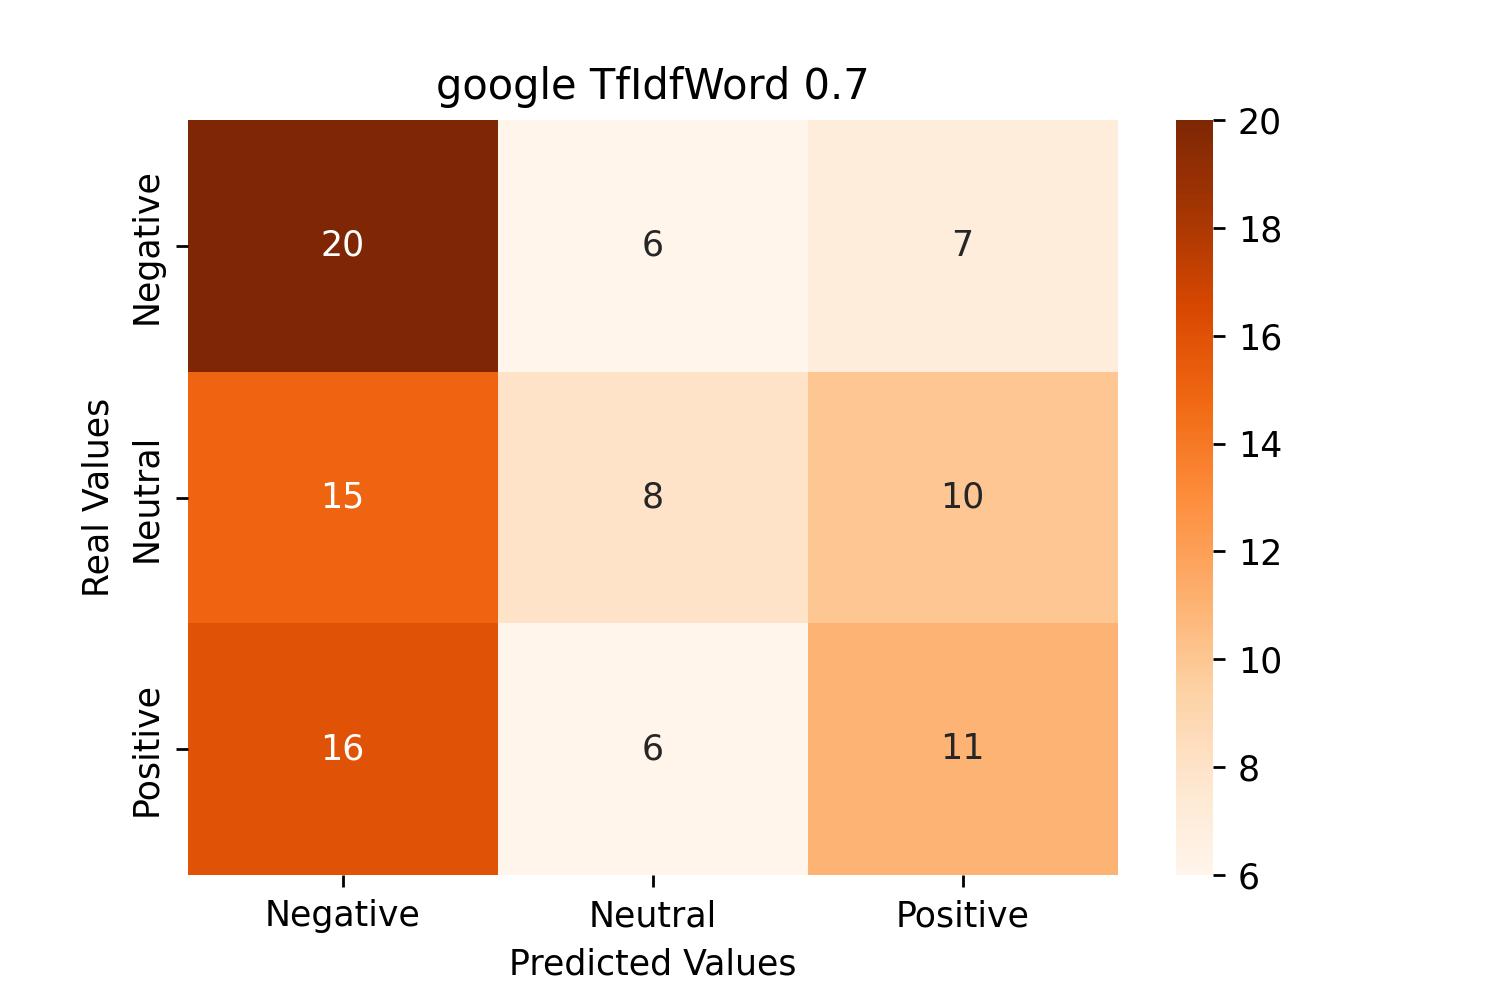 google TfIdfWord 0.7
Real Values
Negative
20 6 7
Neutral
15 8 10
Positive
16 6 11
Negative Neutral Positive
Predicted Values
20
18
16
14
12
10
8
6